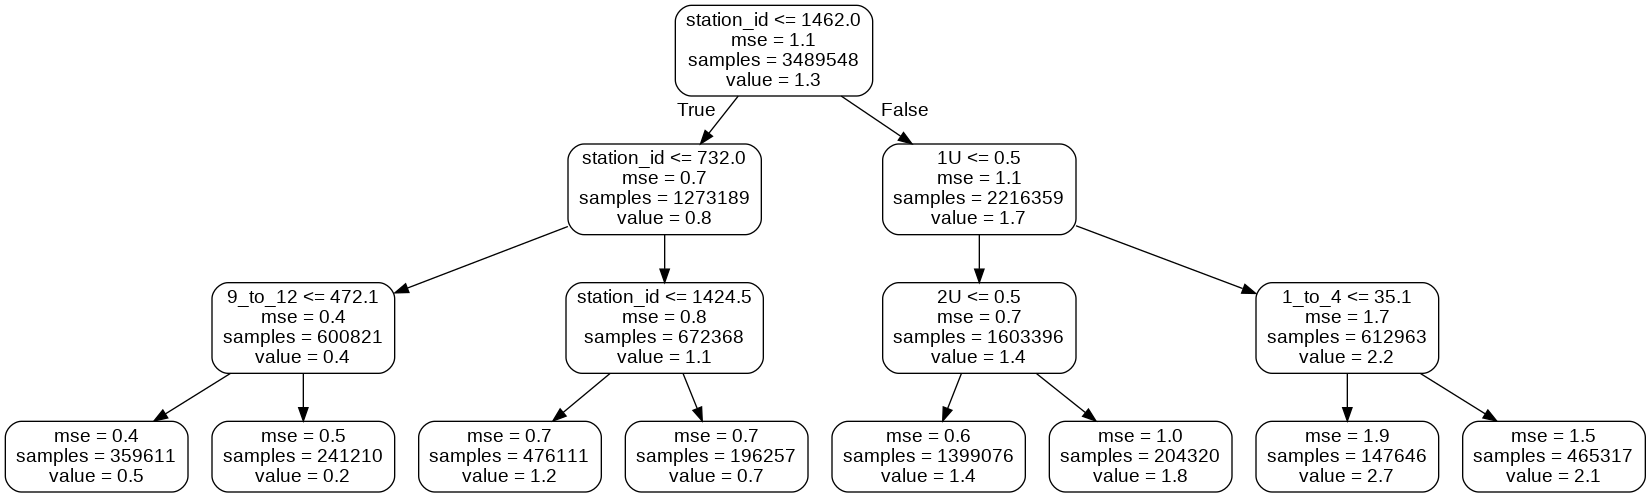 station_id <= 1462.0
mse = 1.1
samples = 3489548
value = 1.3
True
False
station_id <= 732.0
mse = 0.7
samples = 1273189
value = 0.8
1U <= 0.5
mse = 1.1
samples = 2216359
value = 1.7
9_to_12 <= 472.1
mse = 0.4
samples = 600821
value = 0.4
station_id <= 1424.5
mse = 0.8
samples = 672368
value = 1.1
2U <= 0.5
mse = 0.7
samples = 1603396
value = 1.4
1_to_4 <= 35.1
mse = 1.7
samples = 612963
value = 2.2
mse = 0.4
samples = 359611
value = 0.5
mse = 0.5
samples = 241210
value = 0.2
mse = 0.7
samples = 476111
value = 1.2
mse = 0.7
samples = 196257
value = 0.7
mse = 0.6
samples = 1399076
value = 1.4
mse = 1.0
samples = 204320
value = 1.8
mse = 1.9
samples = 147646
value = 2.7
mse = 1.5
samples = 465317
value = 2.1